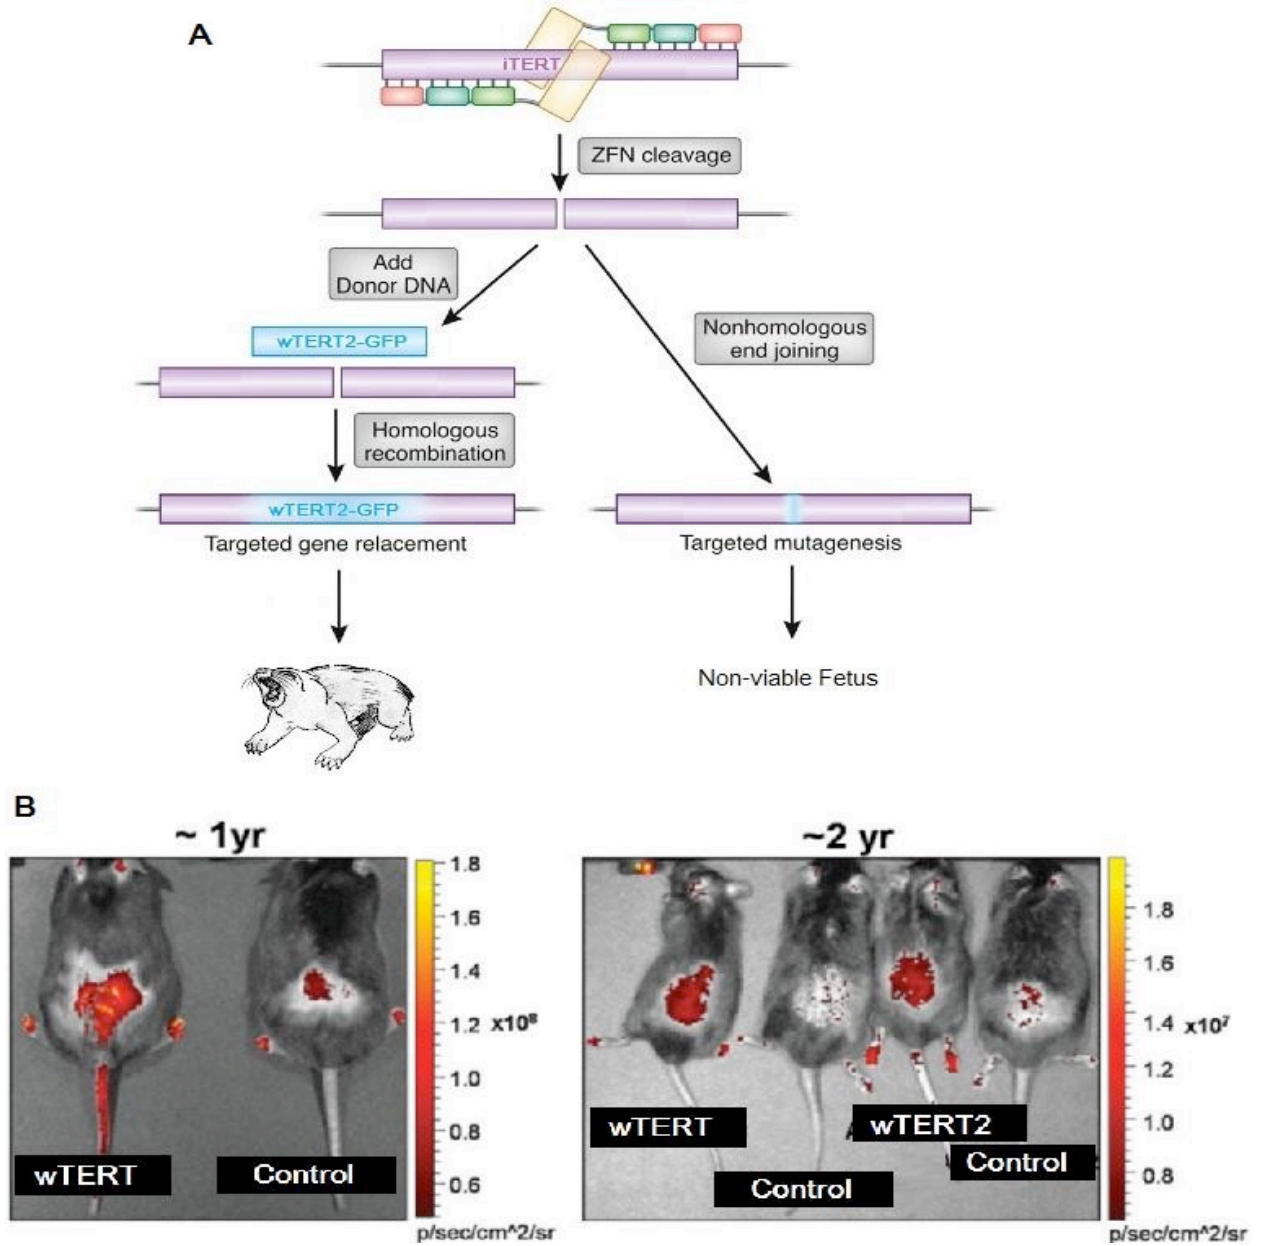 A
iTERT
ZFN cleavage
Add
Donor DNA
wTERT2-GFP
Nonhomologous
end joining
Homologous
recombination
wTERT2-GFP
Targeted gene relacement
Targeted mutagenesis
Non-viable Fetus
B
~ 1yr
1.8
1.6
1.4
1.2
x10⁸
1.0
0.8
0.6
p/sec/cm^2/sr
wTERT
Control
~2 yr
1.8
1.6
1.4
x10⁷
1.2
1.0
0.8
p/sec/cm^2/sr
wTERT
Control
wTERT2
Control